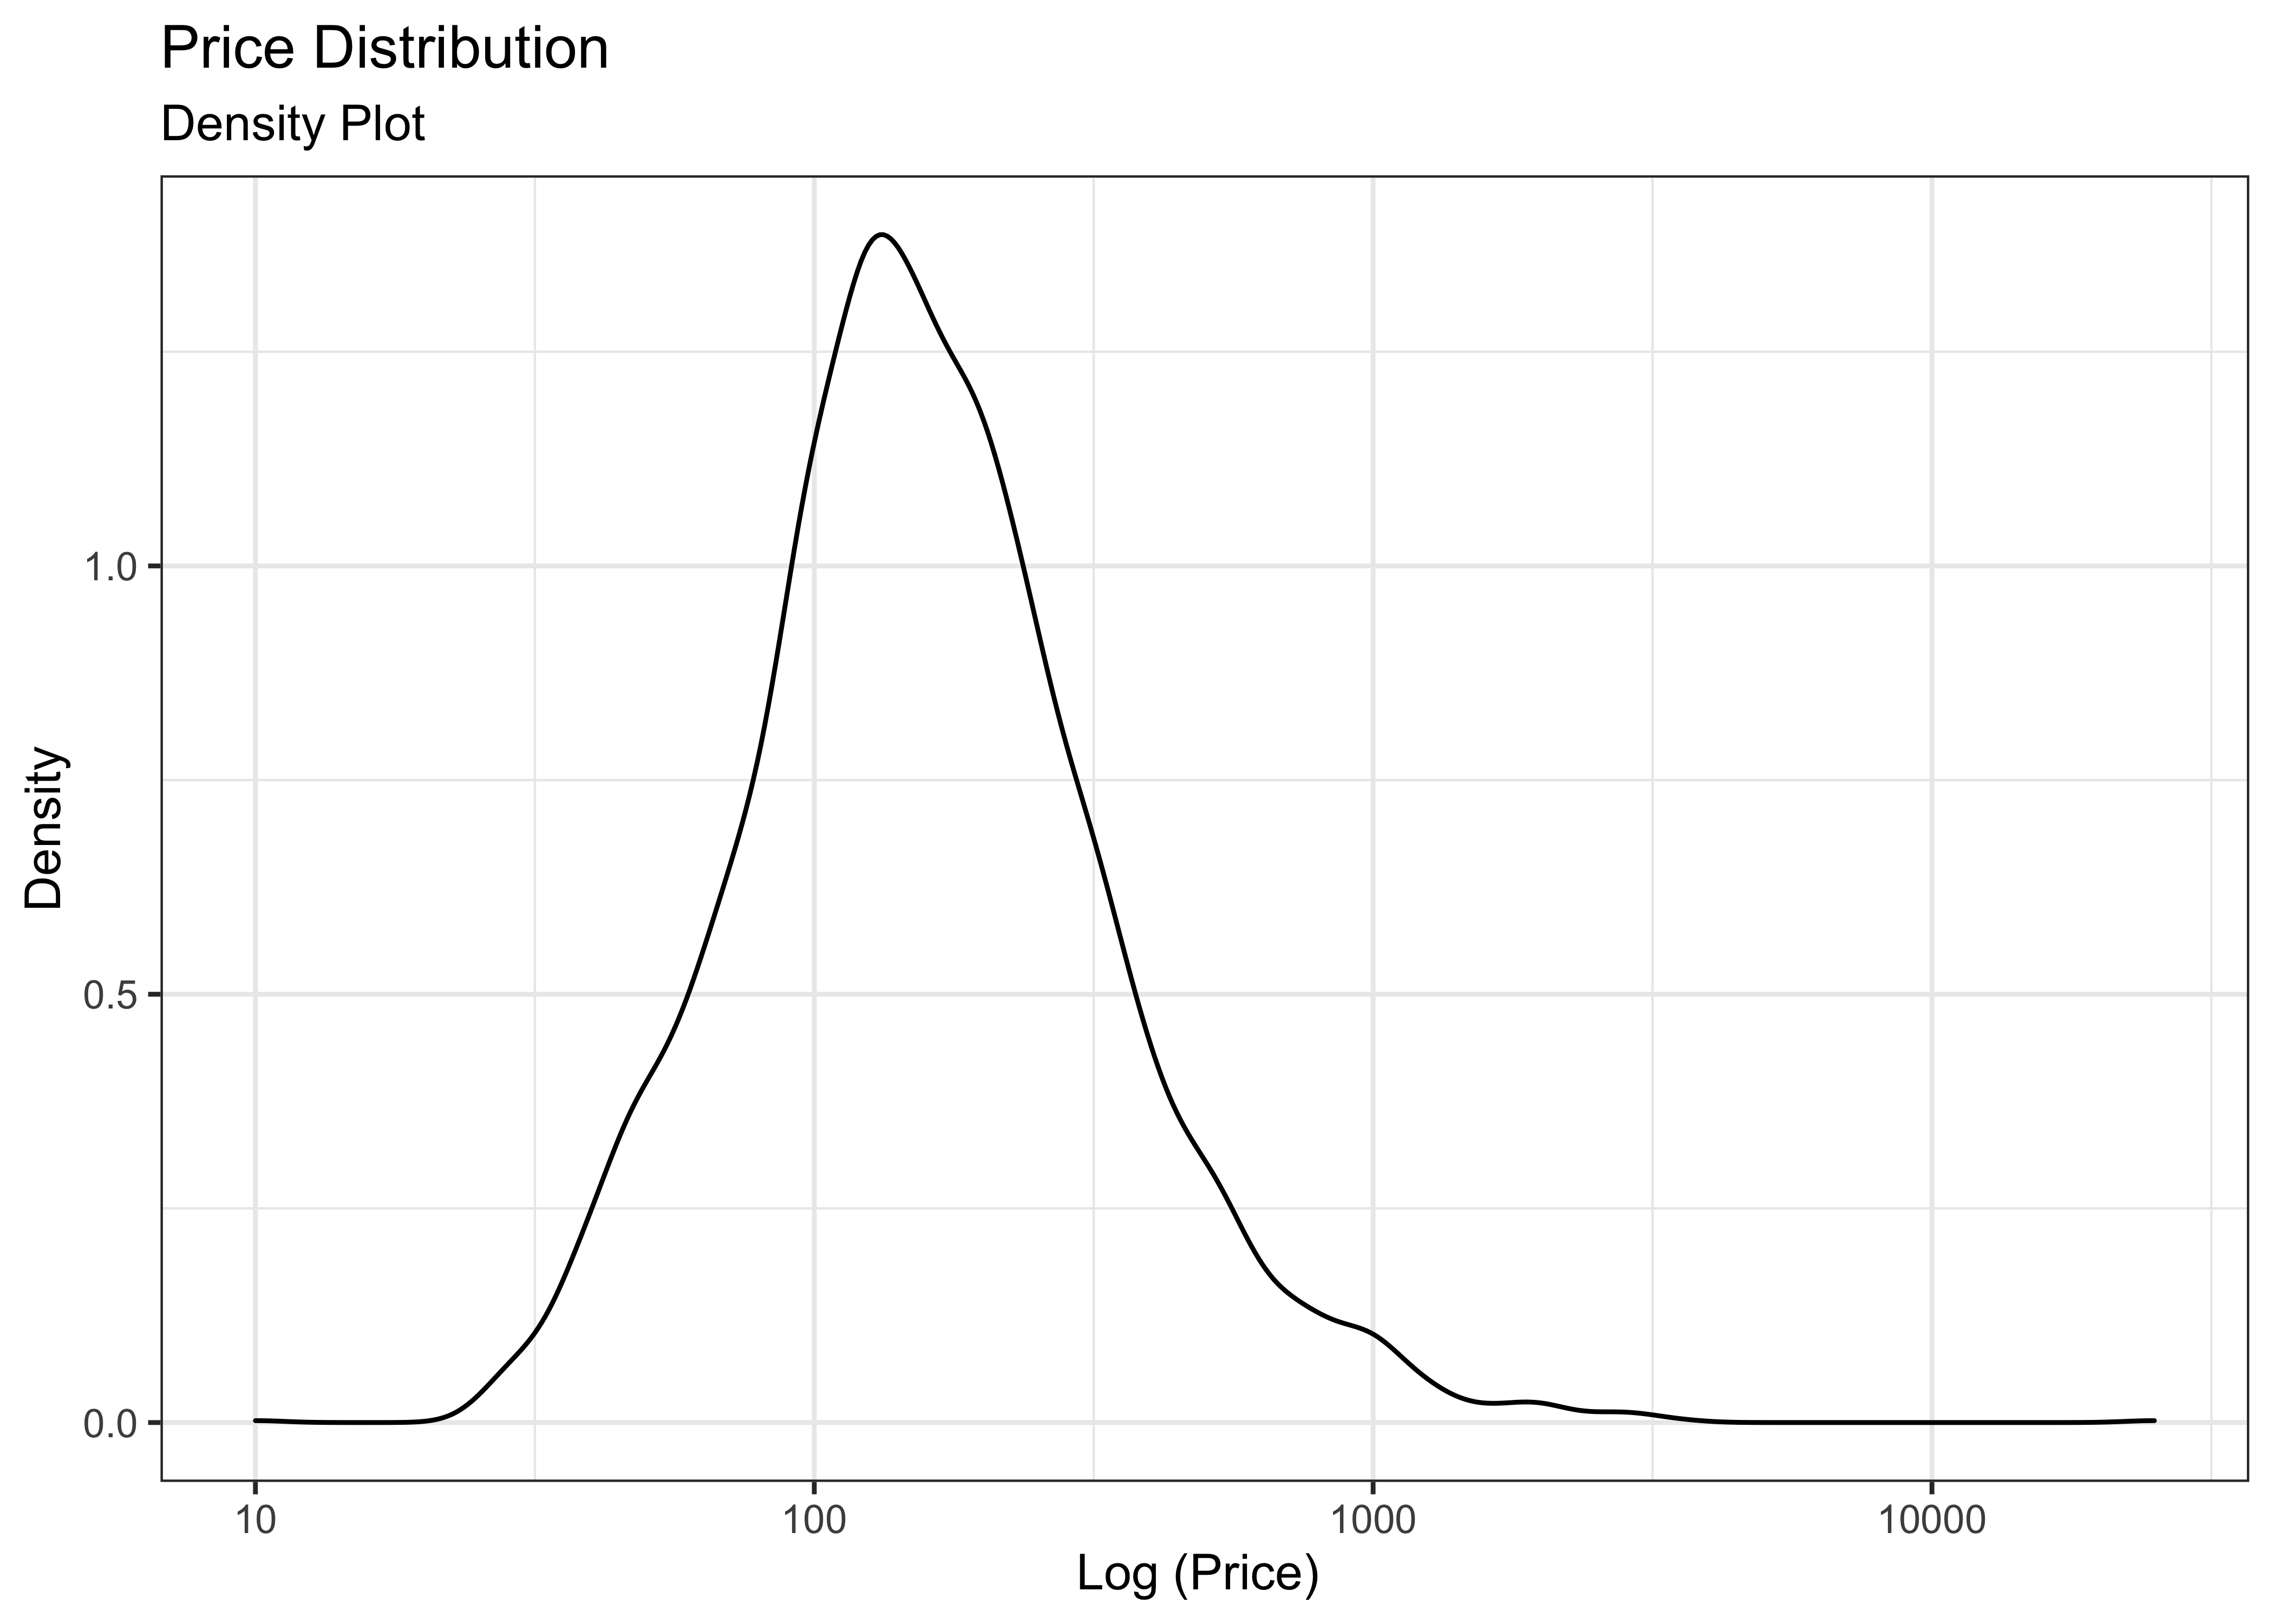 Price Distribution
Density Plot
Density
1.0
0.5
0.0
10 100 1000 10000
Log (Price)